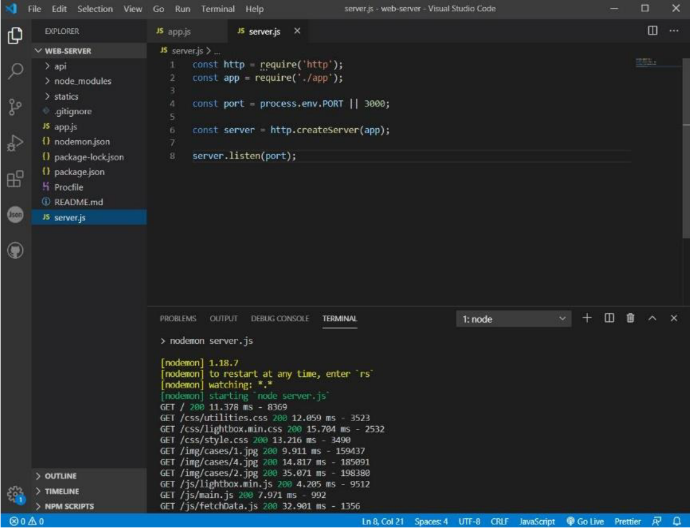 File Edit Selection View Go Run Terminal Help server.js - web-server - Visual Studio Code
EXPLORER
WEB-SERVER
api
node_modules
statics
.gitignore
JS app.js
{} nodemon.json
{} package-lock.json
{} package.json
Procfile
README.md
JS server.js
OUTLINE
TIMELINE
NPM SCRIPTS
Json
JS app.js JS server.js
JS server.js > ...
1 const http = require('http');
2 const app = require('./app');
3
4 const port = process.env.PORT || 3000;
5
6 const server = http.createServer(app);
7
8 server.listen(port);
PROBLEMS OUTPUT DEBUG CONSOLE TERMINAL 1: node
> nodemon server.js
[nodemon] 1.18.7
[nodemon] to restart at any time, enter `rs`
[nodemon] watching: *.*
[nodemon] starting `node server.js`
GET / 200 11.378 ms - 8369
GET /css/utilities.css 200 12.059 ms - 3523
GET /css/lightbox.min.css 200 15.704 ms - 2532
GET /css/style.css 200 13.216 ms - 3490
GET /img/cases/1.jpg 200 9.911 ms - 159437
GET /img/cases/4.jpg 200 14.817 ms - 185091
GET /img/cases/2.jpg 200 35.071 ms - 198380
GET /js/lightbox.min.js 200 4.205 ms - 9512
GET /js/main.js 200 7.971 ms - 992
GET /js/fetchData.js 200 32.901 ms - 1356
0 0 Ln 8, Col 21 Spaces: 4 UTF-8 CRLF JavaScript Go Live Prettier